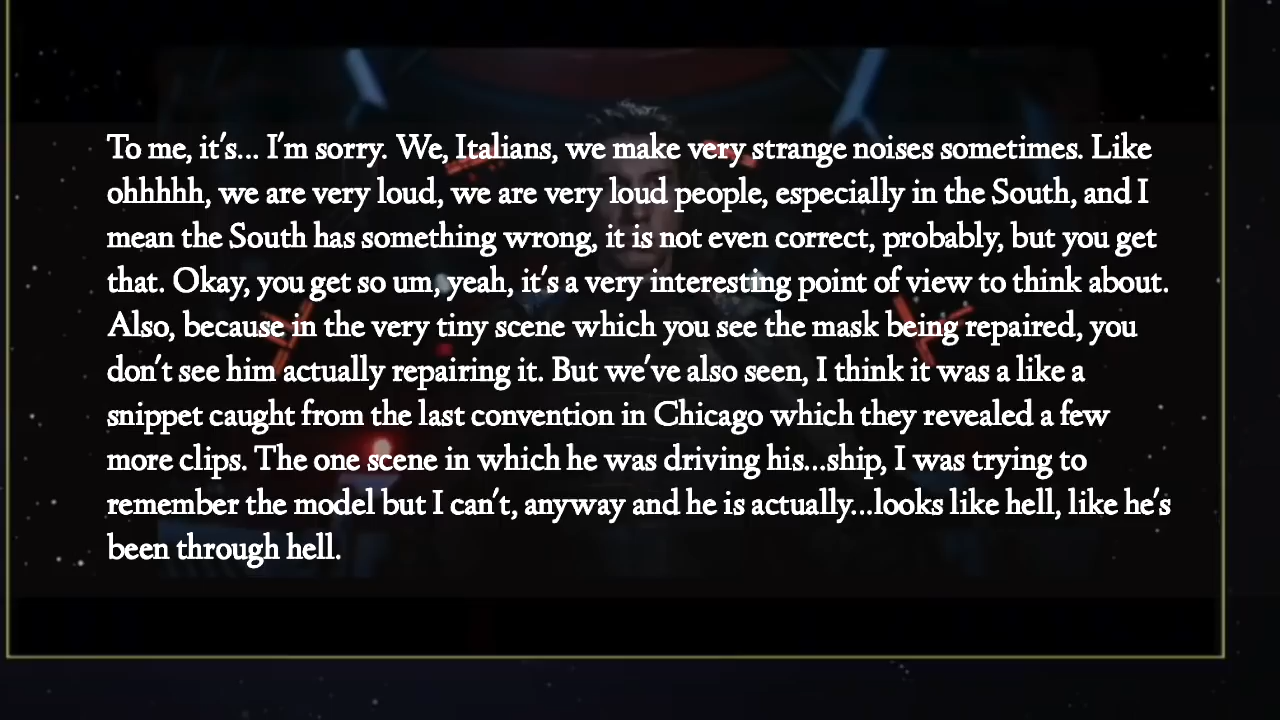 To me, it's... I'm sorry. We, Italians, we make very strange noises sometimes. Like
ohhhhh, we are very loud, we are very loud people, especially in the South, and I
mean the South has something wrong, it is not even correct, probably, but you get
that. Okay, you get so um, yeah, it's a very interesting point of view to think about.
Also, because in the very tiny scene which you see the mask being repaired, you
don't see him actually repairing it. But we've also seen, I think it was a like a
snippet caught from the last convention in Chicago which they revealed a few
more clips. The one scene in which he was driving his...ship, I was trying to
remember the model but I can't, anyway and he is actually...looks like hell, like he's
been through hell.